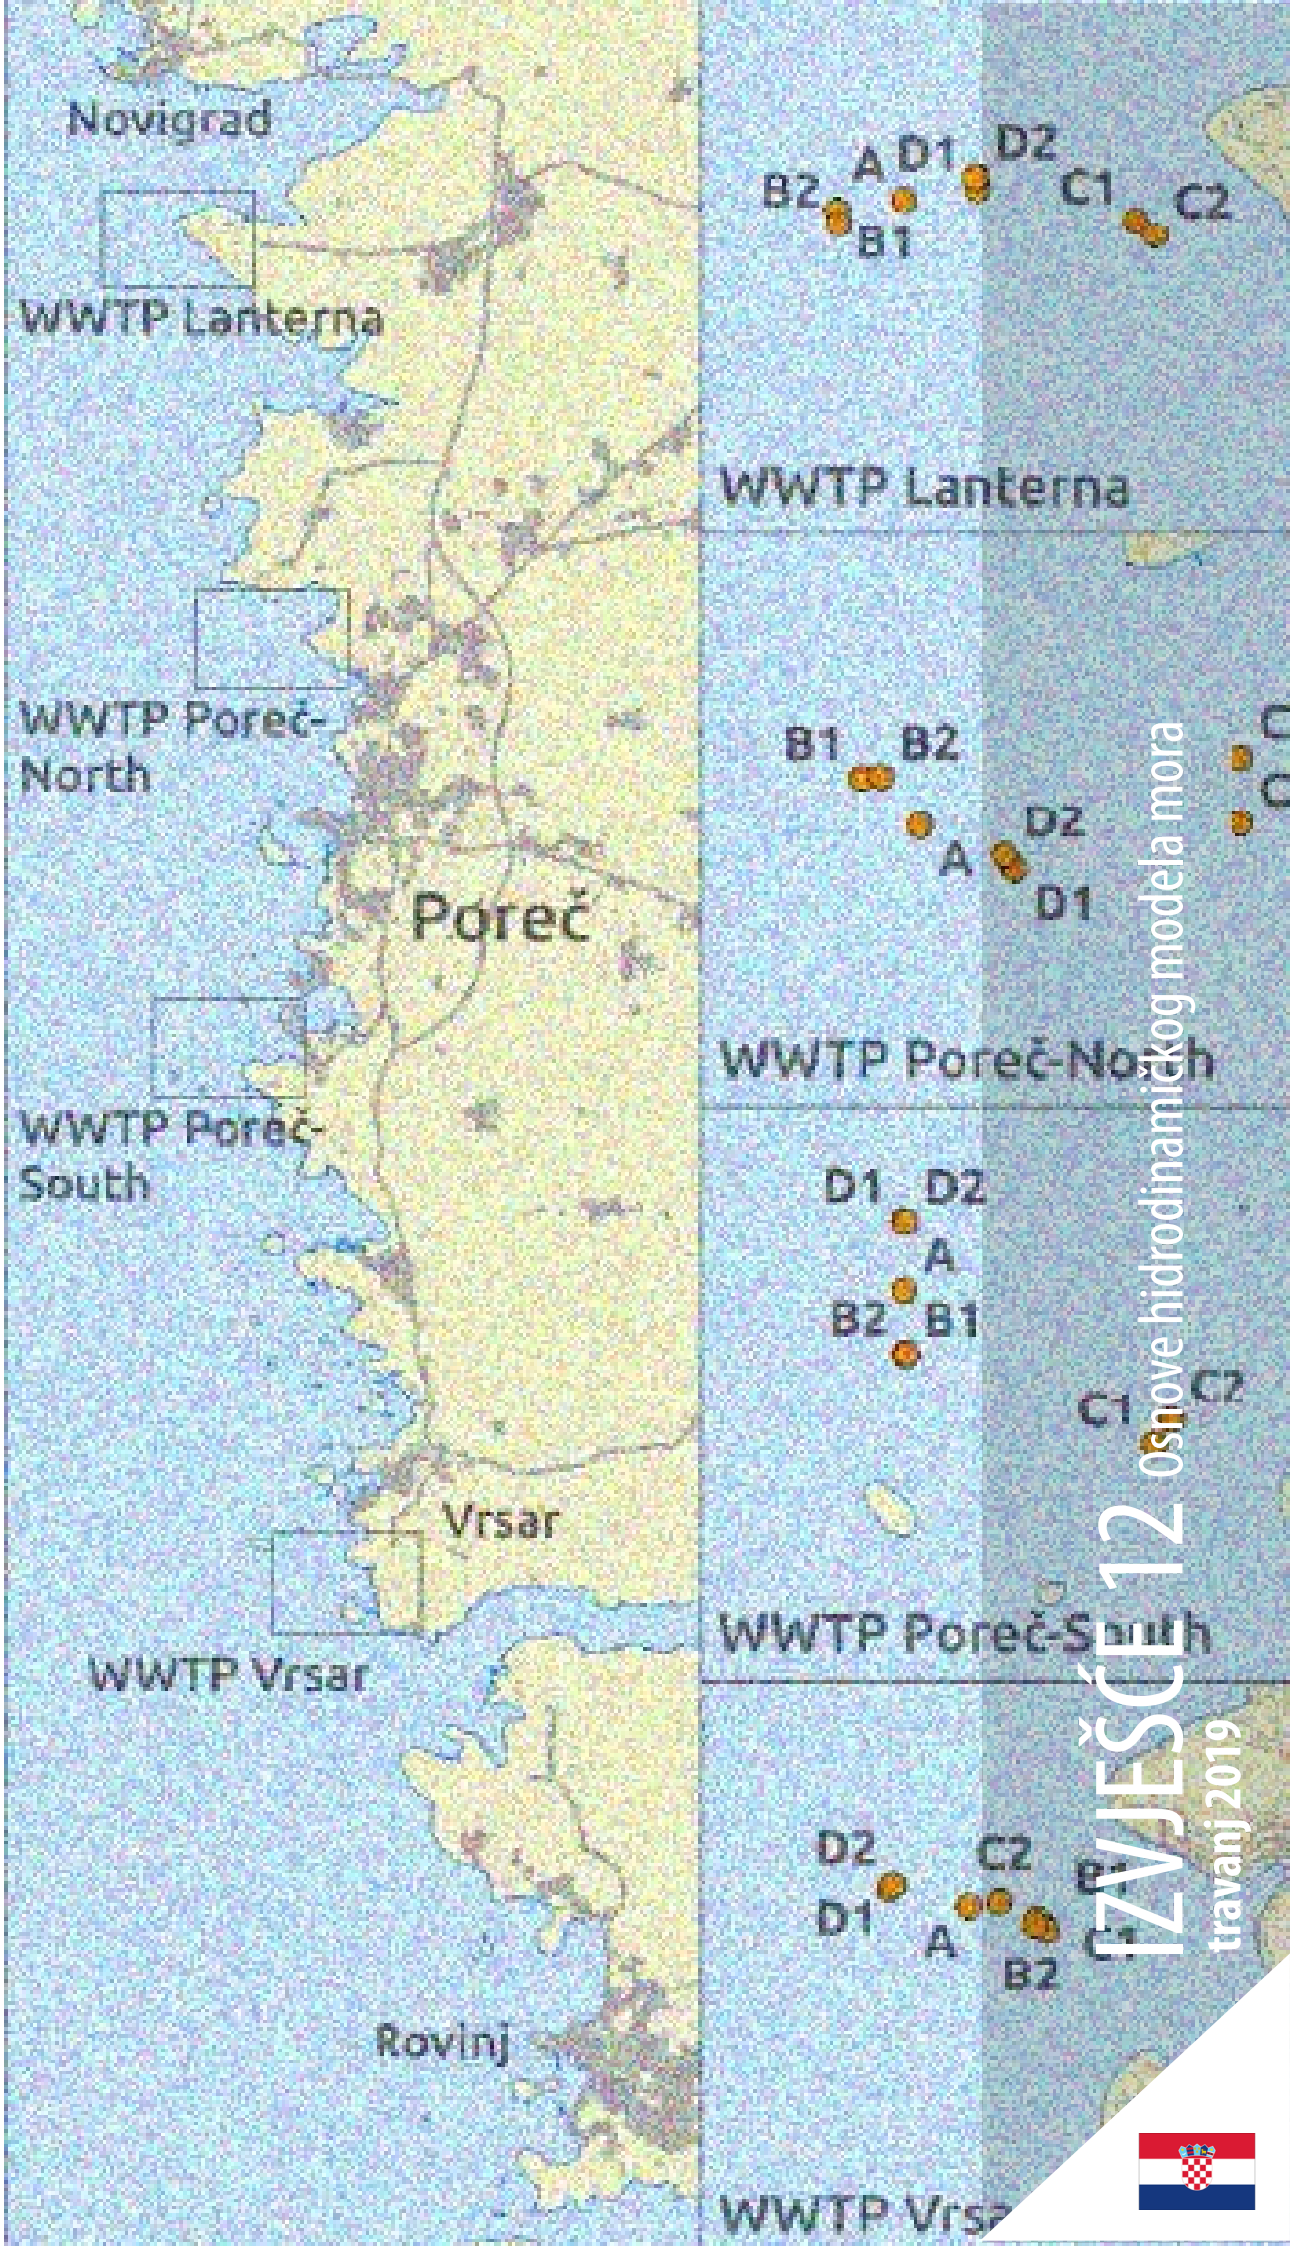 Novigrad
WWTP Lanterna
WWTP Poreč-
North
Poreč
WWTP Poreč-
South
Vrsar
WWTP Vrsar
Rovinj
B2
A
D1
D2
B1
C1
C2
WWTP Lanterna
B1
B2
D2
A
D1
WWTP Poreč-North
D1
D2
A
B2
B1
C1
C2
WWTP Poreč-South
D2
C2
B1
D1
A
C1
B2
IZVJEŠĆE 12 osnove hidrodinamičkog modela mora
travanj 2019